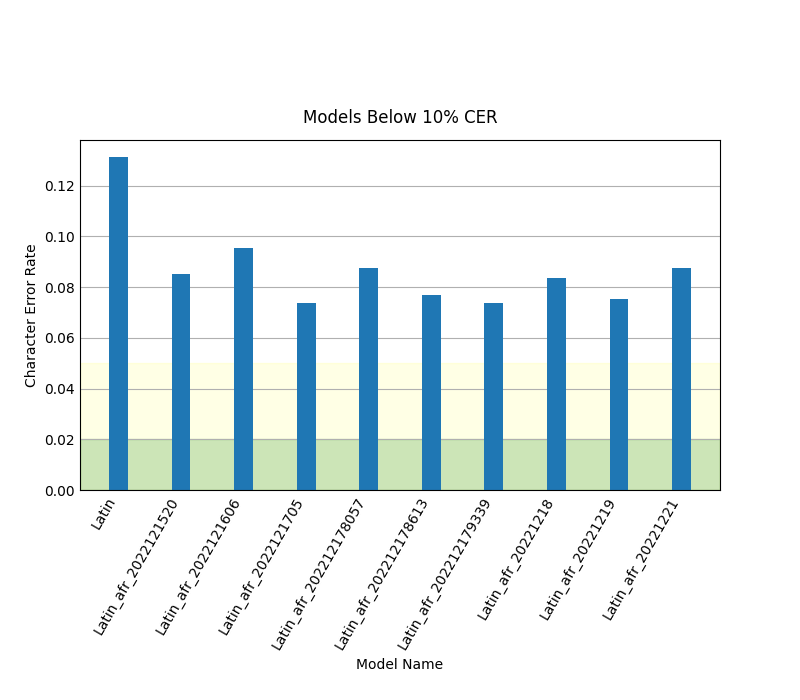 Models Below 10% CER
Character Error Rate
0.12
0.10
0.08
0.06
0.04
0.02
0.00
Latin
Latin_afr_2022121520
Latin_afr_2022121606
Latin_afr_2022121705
Latin_afr_202212178057
Latin_afr_202212178613
Latin_afr_202212179339
Latin_afr_20221218
Latin_afr_20221219
Latin_afr_20221221
Model Name